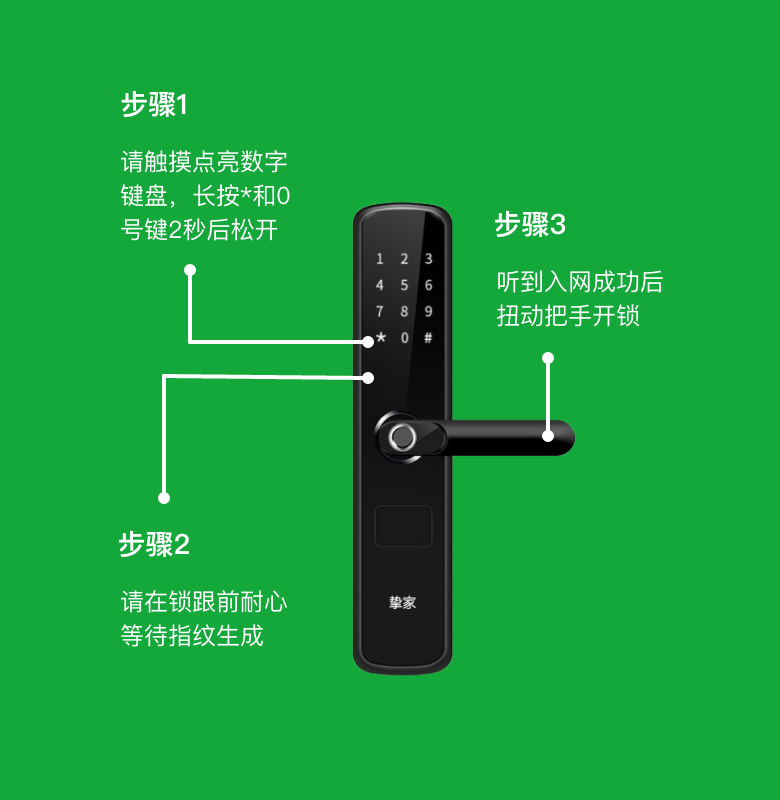 步骤1
请触摸点亮数字
键盘，长按*和0
号键2秒后松开
步骤3
听到入网成功后
扭动把手开锁
1 2 3
4 5 6
7 8 9
* 0 #
步骤2
请在锁跟前耐心
等待指纹生成
挚家